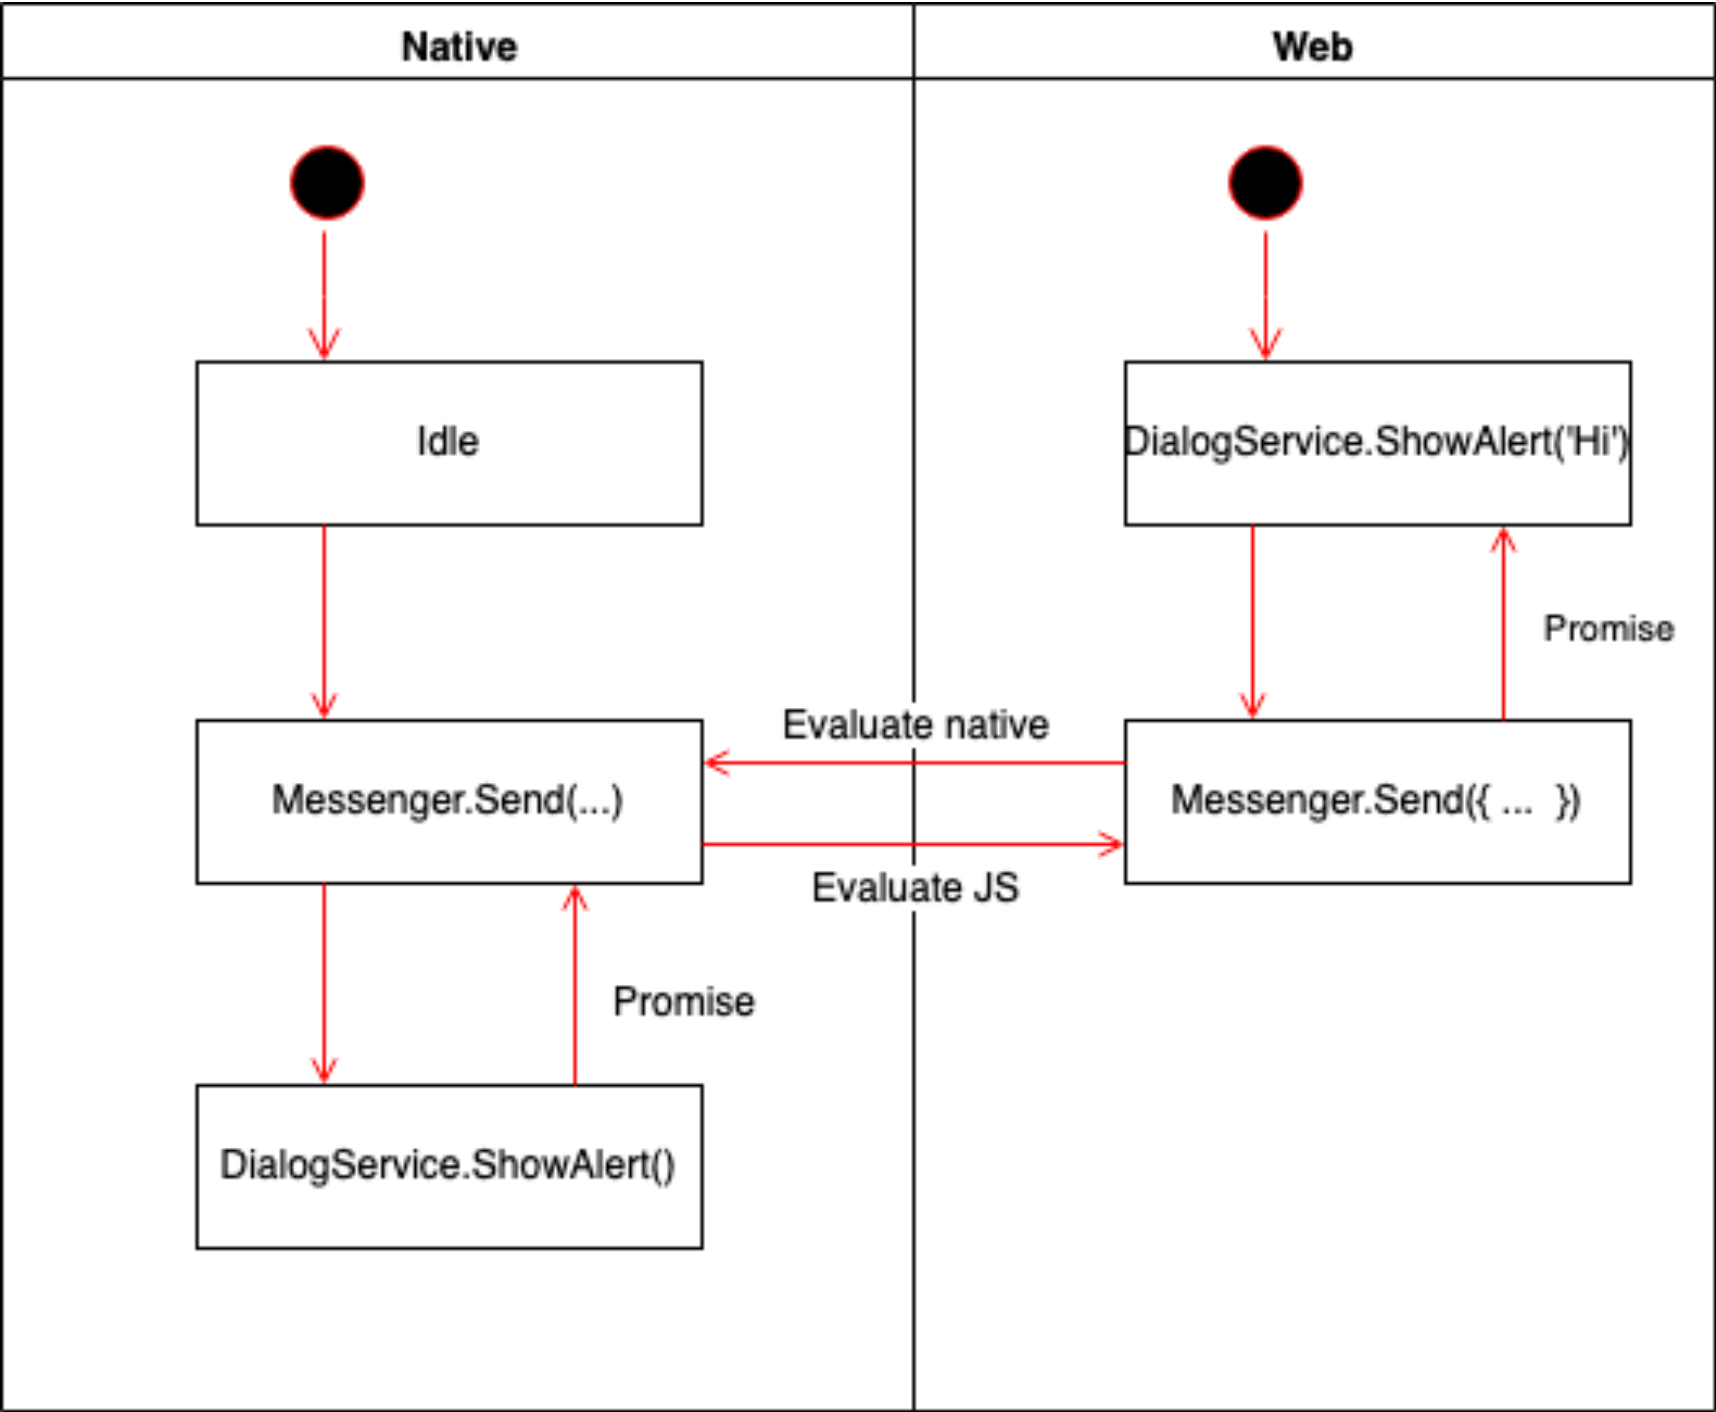 Native
Web
Idle
DialogService.ShowAlert('Hi')
Promise
Evaluate native
Messenger.Send(...)
Messenger.Send({ ... })
Evaluate JS
Promise
DialogService.ShowAlert()